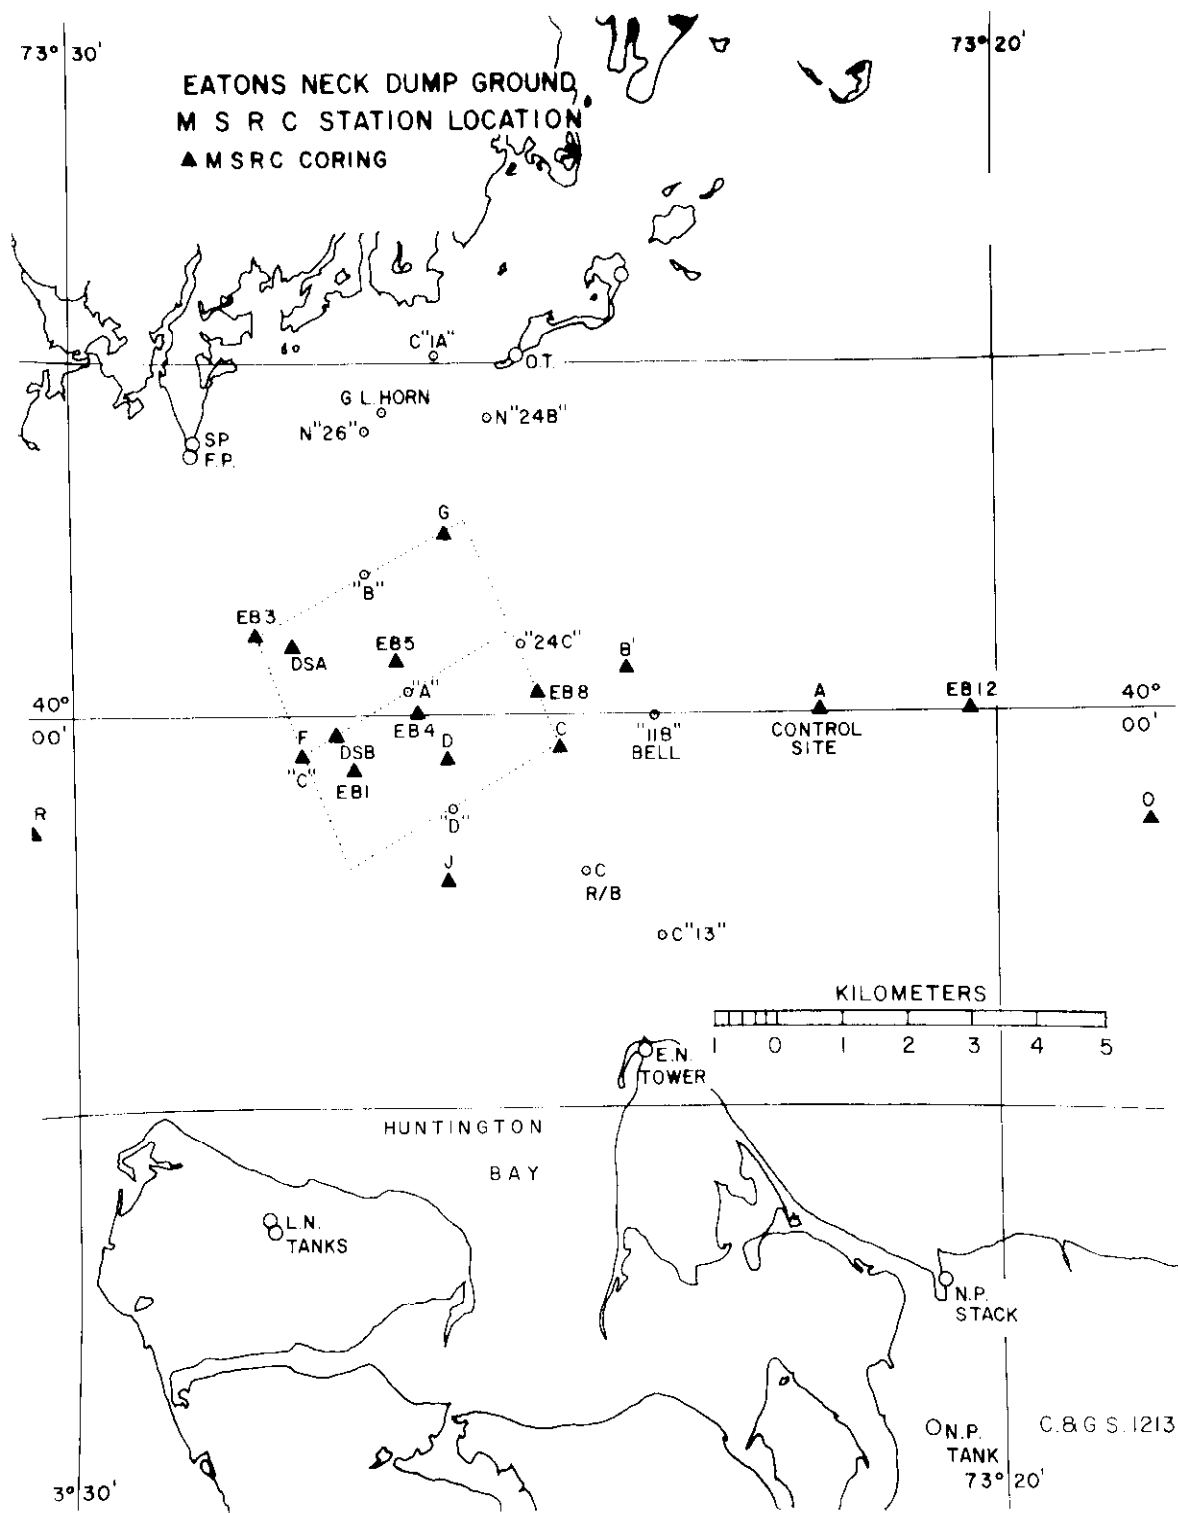 73° 30'
73° 20'
EATONS NECK DUMP GROUND
M S R C STATION LOCATION
▲ MSRC CORING
C"1A"
O.T.
G L. HORN
N"24B"
N"26"
SP
F.P.
G
"B"
EB3
DSA
EB5
"24C"
B'
"A"
EB8
A
EB12
40°
00'
40°
00'
EB4
F
DSB
D
C
"11B"
BELL
CONTROL
SITE
"C"
EB1
R
O
"D"
J
C
R/B
C"13"
KILOMETERS
1 0 1 2 3 4 5
E.N.
TOWER
HUNTINGTON
BAY
L.N.
TANKS
N.P.
STACK
N.P.
TANK
C.&G S. 1213
3° 30'
73° 20'